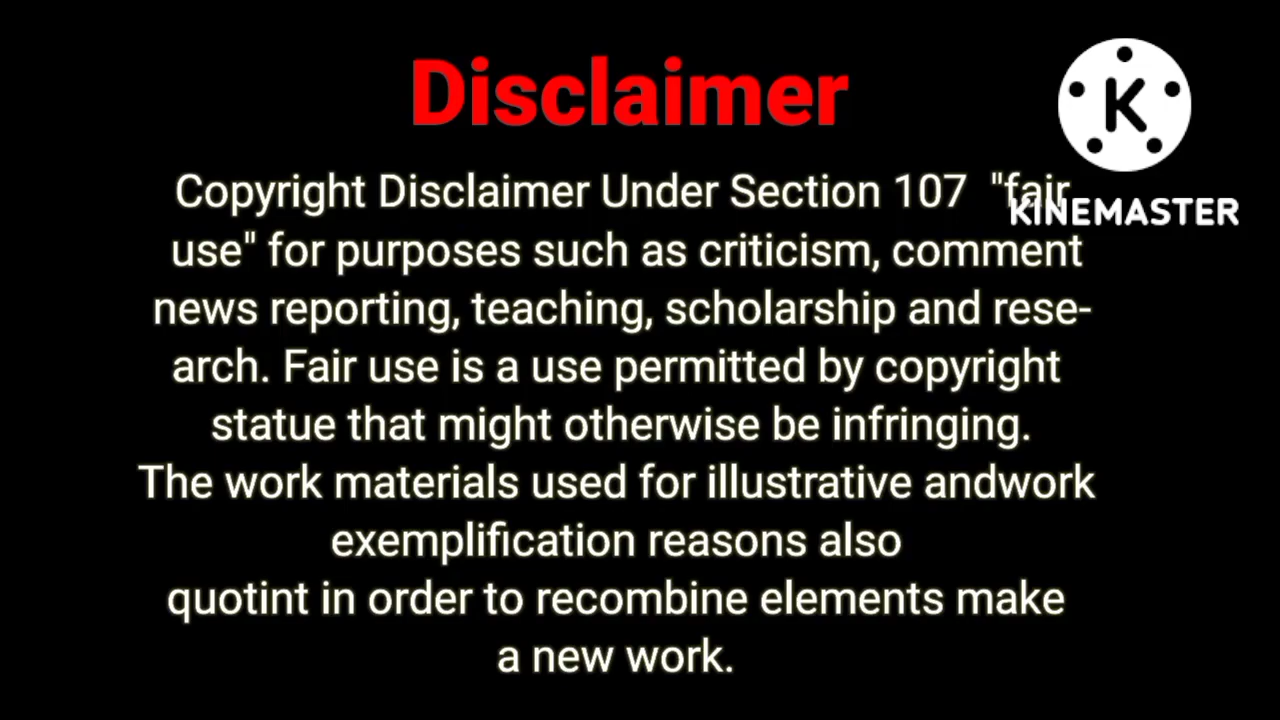 Disclaimer
K
KINEMASTER
Copyright Disclaimer Under Section 107 "fair
use" for purposes such as criticism, comment
news reporting, teaching, scholarship and rese-
arch. Fair use is a use permitted by copyright
statue that might otherwise be infringing.
The work materials used for illustrative andwork
exemplification reasons also
quotint in order to recombine elements make
a new work.